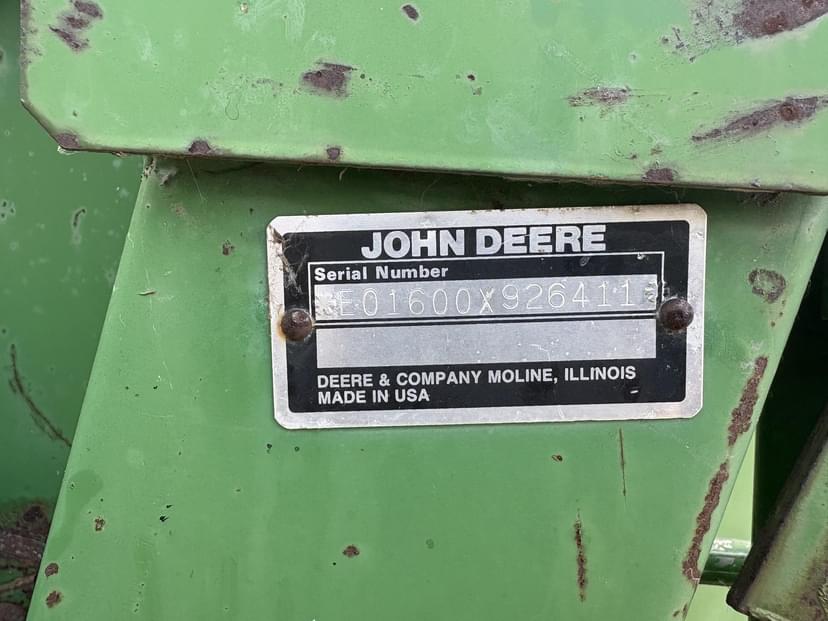 JOHN DEERE
Serial Number
*E01600X926411*
DEERE & COMPANY MOLINE, ILLINOIS
MADE IN USA